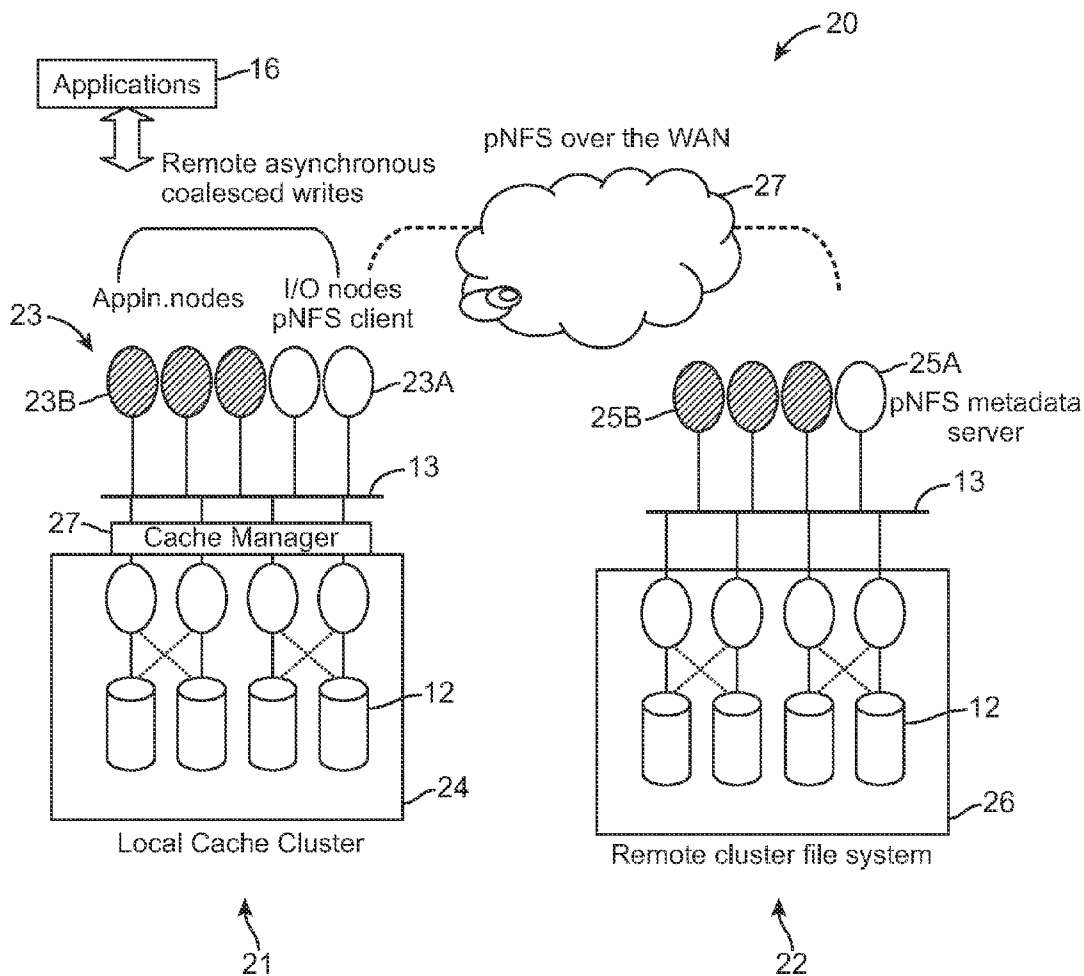 20
Applications
16
pNFS over the WAN
Remote asynchronous
coalesced writes
27
Appln.nodes
I/O nodes
pNFS client
23
23B
23A
25A
25B
pNFS metadata
server
13
13
27
Cache Manager
12
12
24
26
Local Cache Cluster
Remote cluster file system
21
22